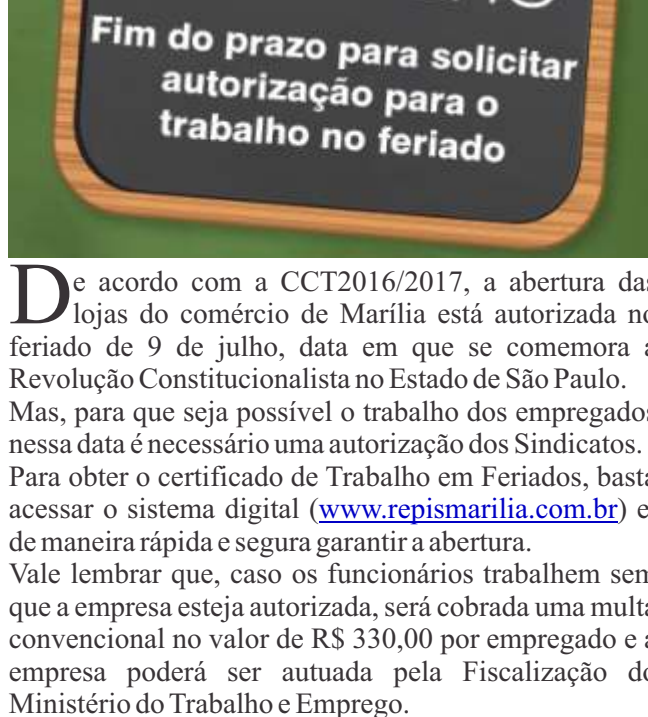 Fim do prazo para solicitar
autorização para o
trabalho no feriado
De acordo com a CCT2016/2017, a abertura das
lojas do comércio de Marília está autorizada no
feriado de 9 de julho, data em que se comemora a
Revolução Constitucionalista no Estado de São Paulo.
Mas, para que seja possível o trabalho dos empregados
nessa data é necessário uma autorização dos Sindicatos.
Para obter o certificado de Trabalho em Feriados, basta
acessar o sistema digital (www.repismarilia.com.br) e
de maneira rápida e segura garantir a abertura.
Vale lembrar que, caso os funcionários trabalhem sem
que a empresa esteja autorizada, será cobrada uma multa
convencional no valor de R$ 330,00 por empregado e a
empresa poderá ser autuada pela Fiscalização do
Ministério do Trabalho e Emprego.